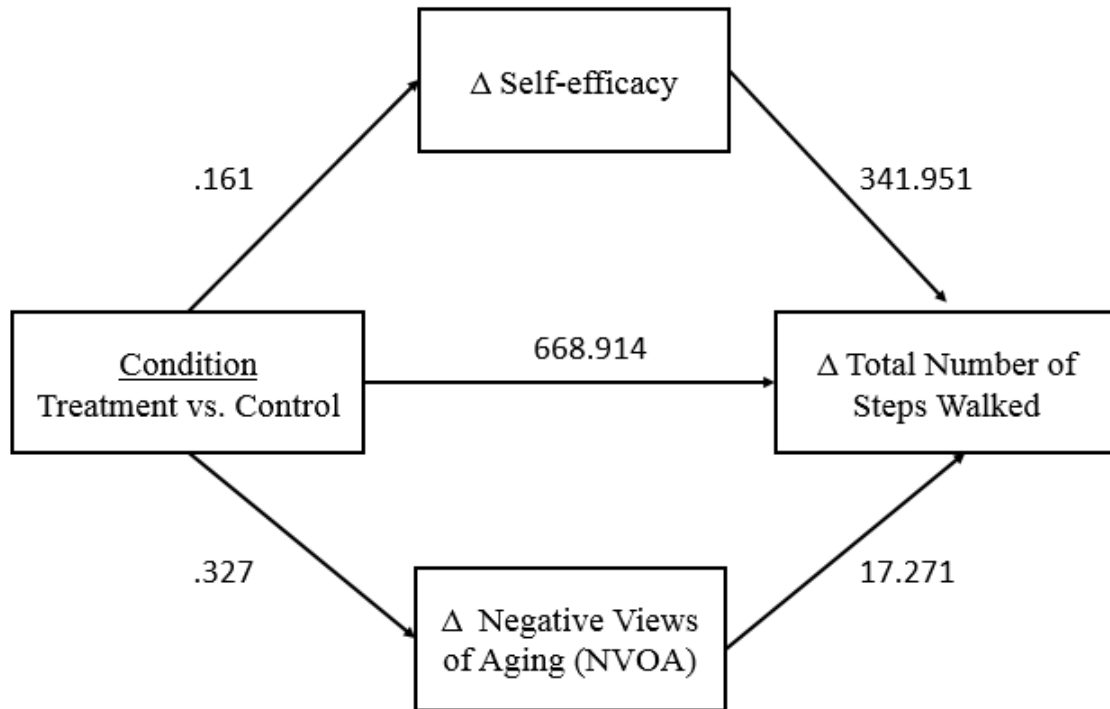 Δ Self-efficacy
.161
341.951
Condition
Treatment vs. Control
668.914
Δ Total Number of
Steps Walked
.327
17.271
Δ Negative Views
of Aging (NVOA)